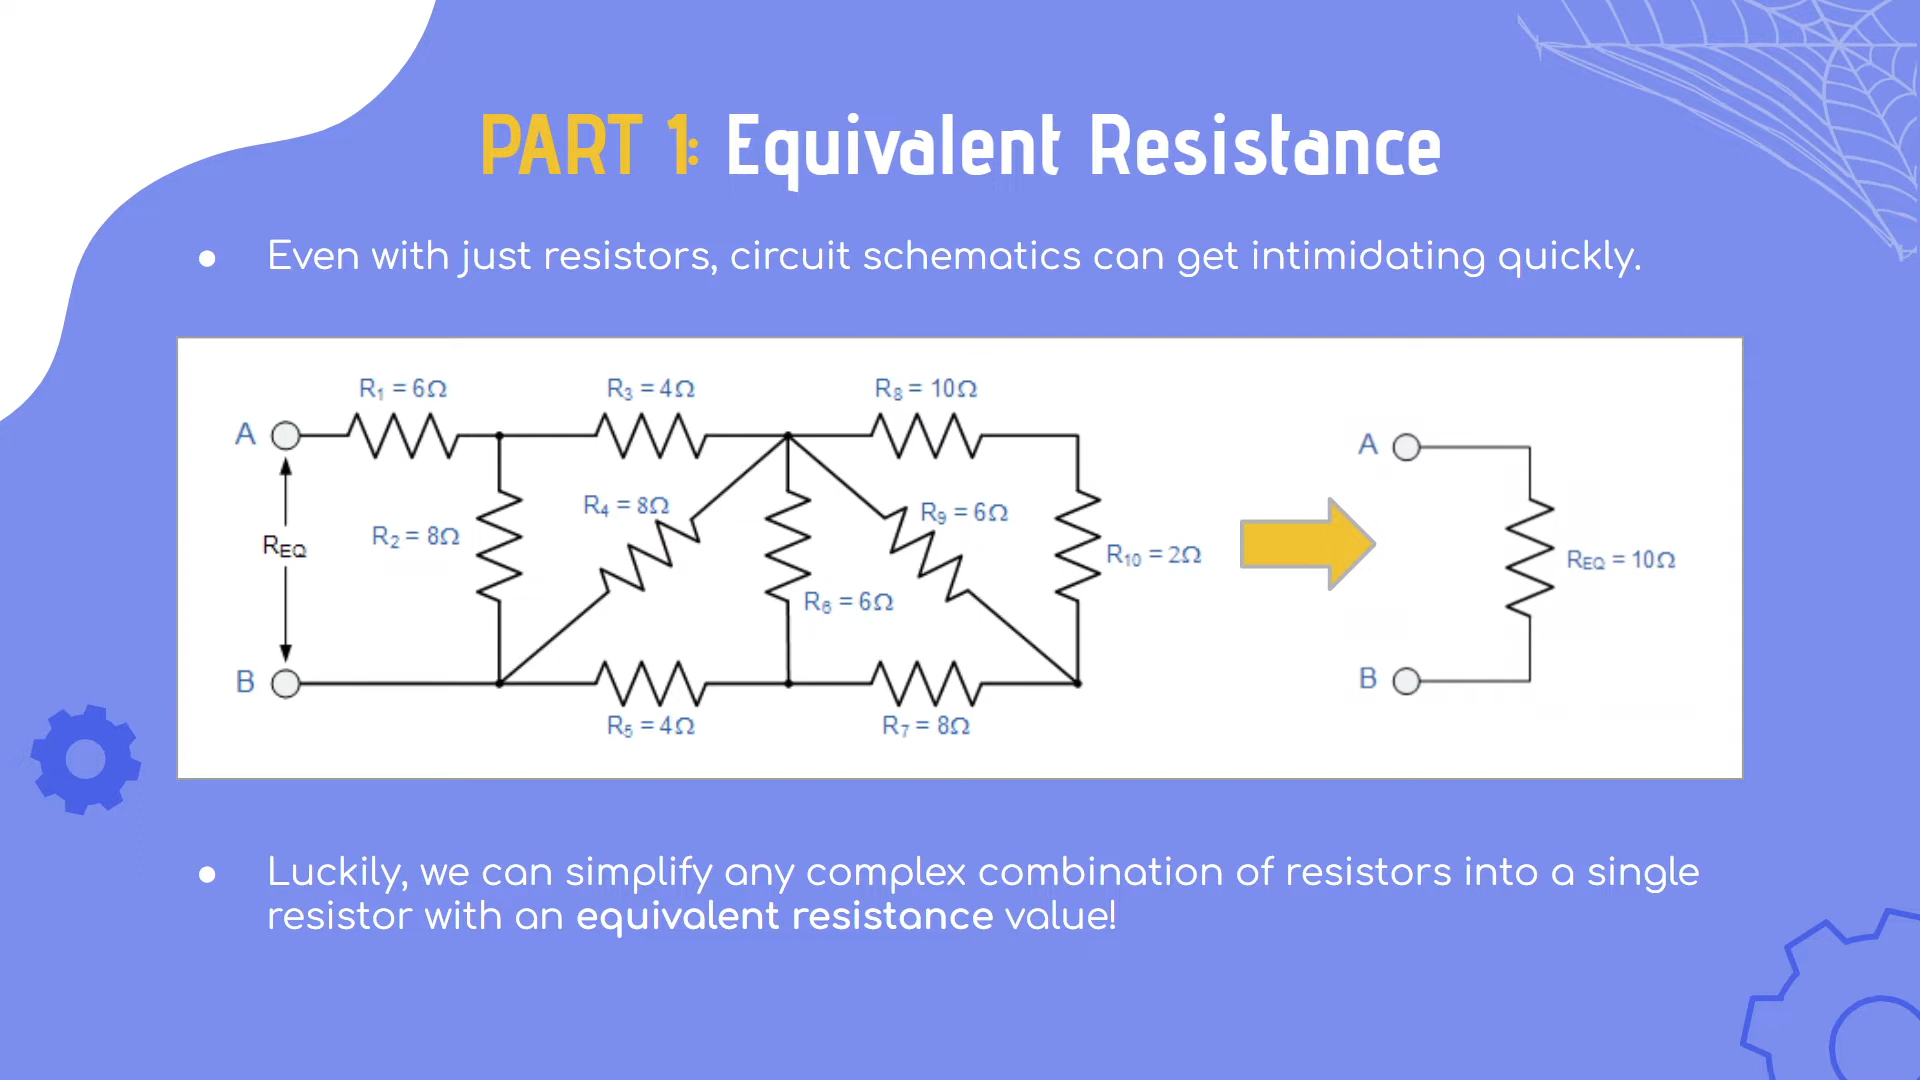 PART 1: Equivalent Resistance
● Even with just resistors, circuit schematics can get intimidating quickly.
R₁ = 6Ω
R₃ = 4Ω
R₈ = 10Ω
A
A
R₄ = 8Ω
R₉ = 6Ω
R₂ = 8Ω
REQ
R₁₀ = 2Ω
REQ = 10Ω
R₆ = 6Ω
B
B
R₅ = 4Ω
R₇ = 8Ω
● Luckily, we can simplify any complex combination of resistors into a single
resistor with an equivalent resistance value!